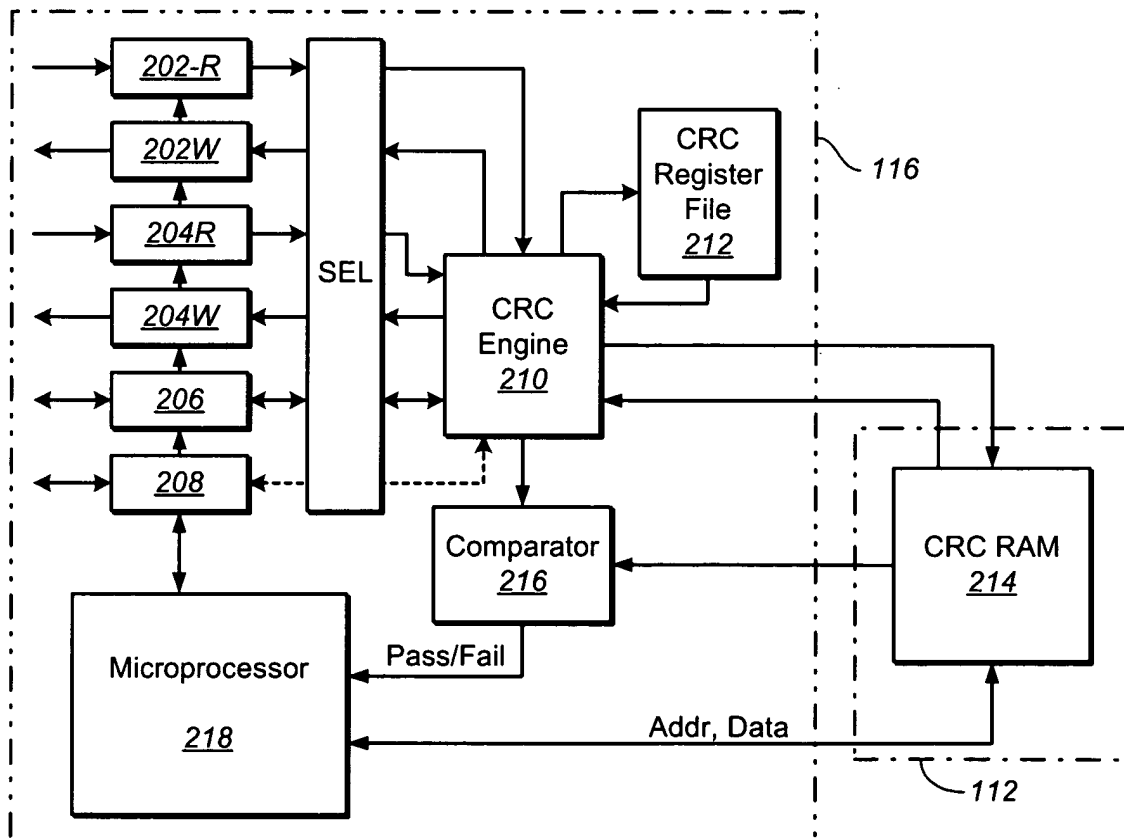 202-R
202W
204R
204W
206
208
SEL
CRC
Engine
210
CRC
Register
File
212
116
Comparator
216
CRC RAM
214
Pass/Fail
Microprocessor
218
Addr, Data
112